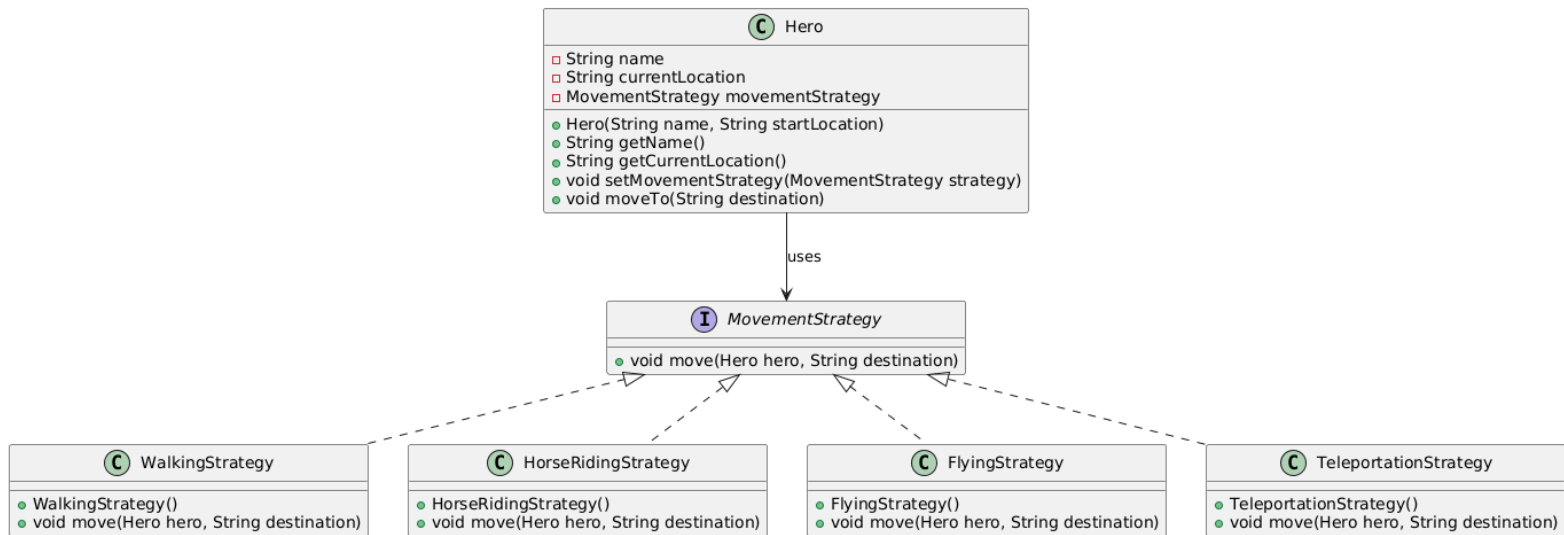 C Hero
String name
String currentLocation
MovementStrategy movementStrategy
Hero(String name, String startLocation)
String getName()
String getCurrentLocation()
void setMovementStrategy(MovementStrategy strategy)
void moveTo(String destination)
uses
I MovementStrategy
void move(Hero hero, String destination)
C WalkingStrategy
WalkingStrategy()
void move(Hero hero, String destination)
C HorseRidingStrategy
HorseRidingStrategy()
void move(Hero hero, String destination)
C FlyingStrategy
FlyingStrategy()
void move(Hero hero, String destination)
C TeleportationStrategy
TeleportationStrategy()
void move(Hero hero, String destination)